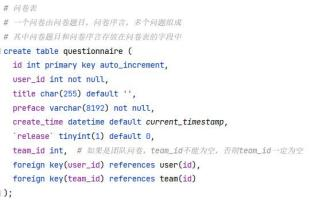 # 问卷表
# 一个问卷由问卷题目，问卷序言，多个问题组成
# 其中问卷题目和问卷序言存放在问卷表的字段中
create table questionnaire (
id int primary key auto_increment,
user_id int not null,
title char(255) default '',
preface varchar(8192) not null,
create_time datetime default current_timestamp,
`release` tinyint(1) default 0,
team_id int, # 如果是团队问卷，team_id不能为空，否则team_id一定为空
foreign key(user_id) references user(id),
foreign key(team_id) references team(id)
);